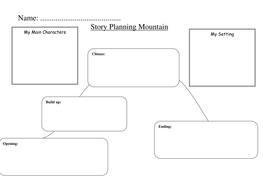 Name: ......................................
Story Planning Mountain
My Main Characters
My Setting
Climax:
Build up:
Ending:
Opening: